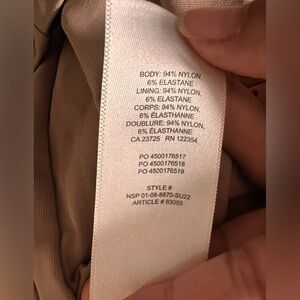 BODY: 94% NYLON,
6% ELASTANE
LINING: 94% NYLON,
6% ELASTANE
CORPS: 94% NYLON,
6% ÉLASTHANNE
DOUBLURE: 94% NYLON,
6% ÉLASTHANNE
CA 23725 RN 122354
PO 4500176517
PO 4500176518
PO 4500176519
STYLE #
NSP 01-08-8870-SU22
ARTICLE # 83055